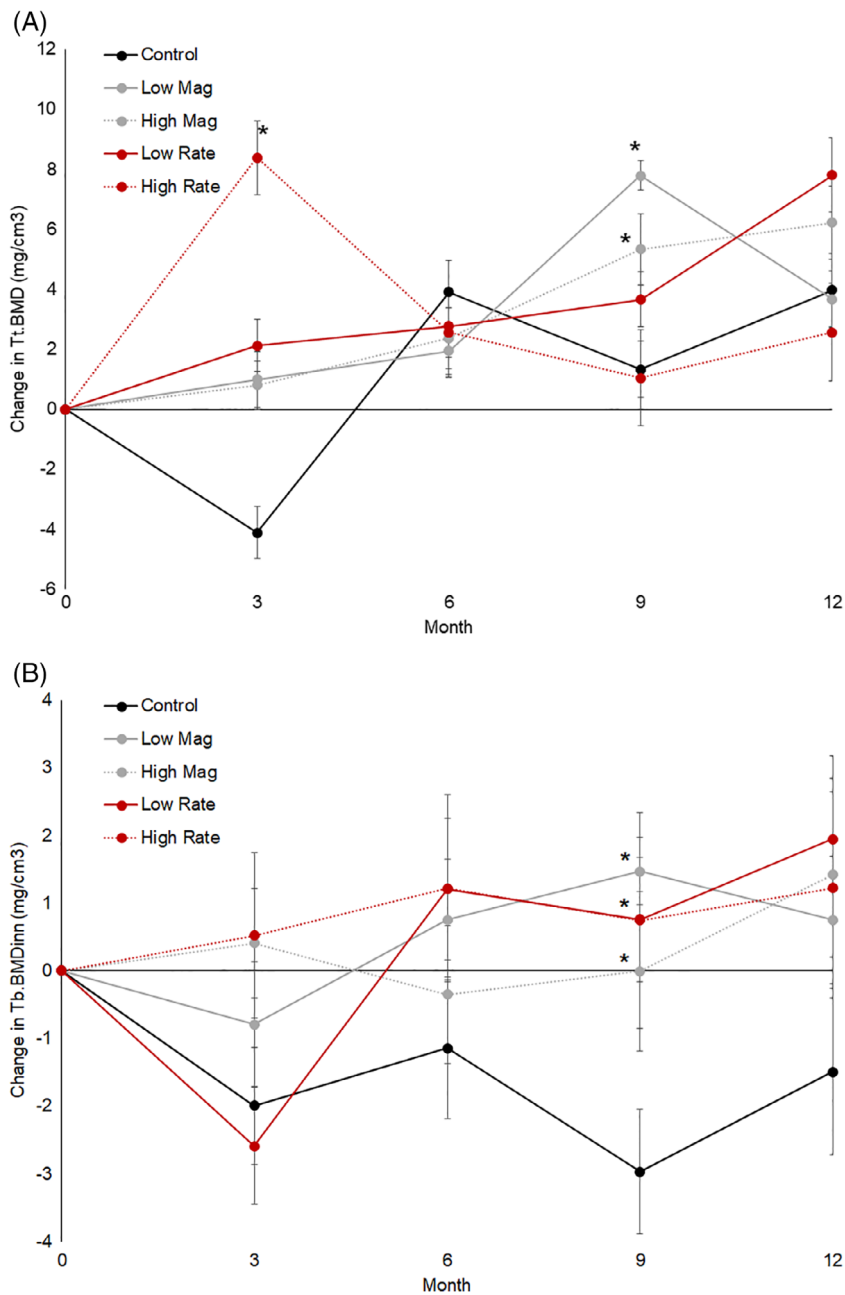 (A)
12
10
8
6
4
2
0
-2
-4
-6
Change in Tt.BMD (mg/cm3)
Control
Low Mag
High Mag
Low Rate
High Rate
*
*
*
0 3 6 9 12
Month
(B)
4
3
2
1
0
-1
-2
-3
-4
Change in Tb.BMDinn (mg/cm3)
Control
Low Mag
High Mag
Low Rate
High Rate
*
*
*
0 3 6 9 12
Month